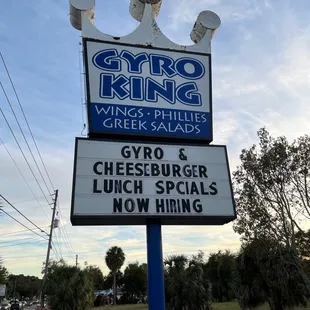 GYRO
KING
WINGS · PHILLIES
GREEK SALADS
GYRO &
CHEESEBURGER
LUNCH SPCIALS
NOW HIRING